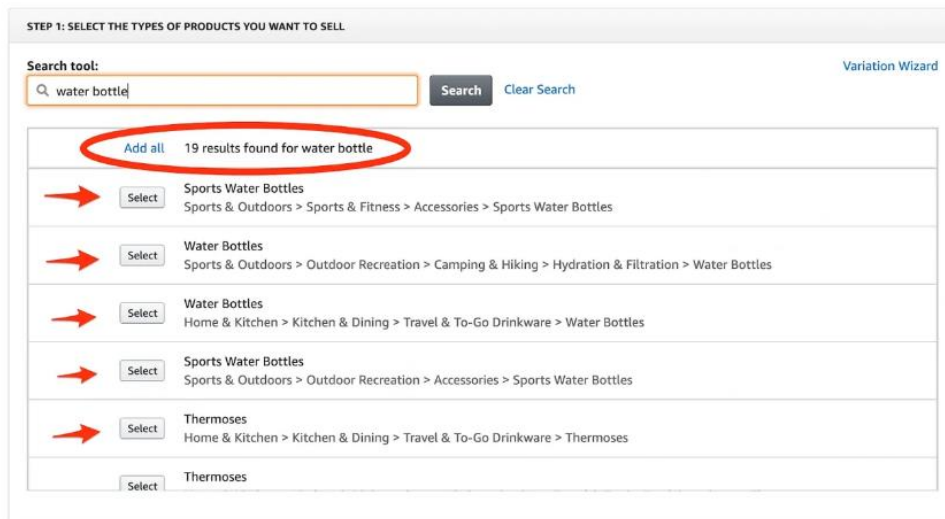 STEP 1: SELECT THE TYPES OF PRODUCTS YOU WANT TO SELL
Search tool:
Variation Wizard
water bottle
Search
Clear Search
Add all 19 results found for water bottle
Sports Water Bottles
Select
Sports & Outdoors > Sports & Fitness > Accessories > Sports Water Bottles
Water Bottles
Select
Sports & Outdoors > Outdoor Recreation > Camping & Hiking > Hydration & Filtration > Water Bottles
Water Bottles
Select
Home & Kitchen > Kitchen & Dining > Travel & To-Go Drinkware > Water Bottles
Sports Water Bottles
Select
Sports & Outdoors > Outdoor Recreation > Accessories > Sports Water Bottles
Thermoses
Select
Home & Kitchen > Kitchen & Dining > Travel & To-Go Drinkware > Thermoses
Thermoses
Select